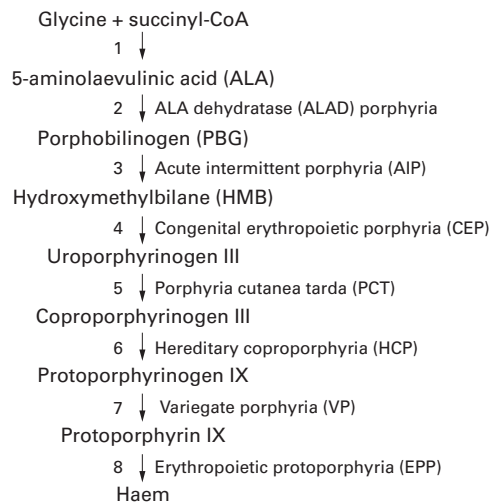 Glycine + succinyl-CoA
1
5-aminolaevulinic acid (ALA)
2 ALA dehydratase (ALAD) porphyria
Porphobilinogen (PBG)
3 Acute intermittent porphyria (AIP)
Hydroxymethylbilane (HMB)
4 Congenital erythropoietic porphyria (CEP)
Uroporphyrinogen III
5 Porphyria cutanea tarda (PCT)
Coproporphyrinogen III
6 Hereditary coproporphyria (HCP)
Protoporphyrinogen IX
7 Variegate porphyria (VP)
Protoporphyrin IX
8 Erythropoietic protoporphyria (EPP)
Haem